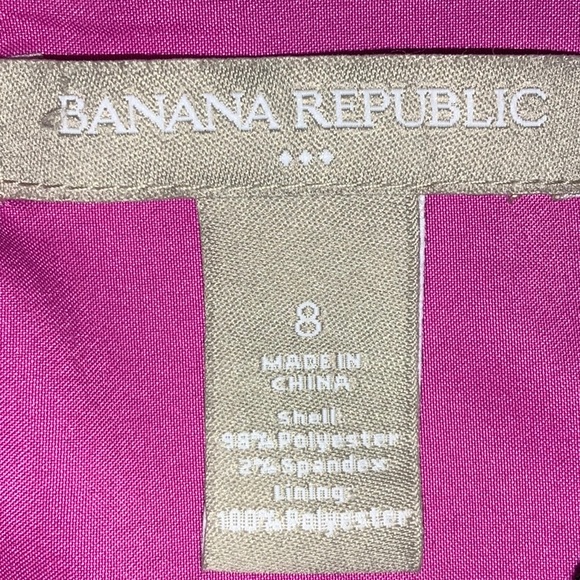 BANANA REPUBLIC
8
MADE IN
CHINA
Shell:
98% Polyester
2% Spandex
Lining:
100% Polyester